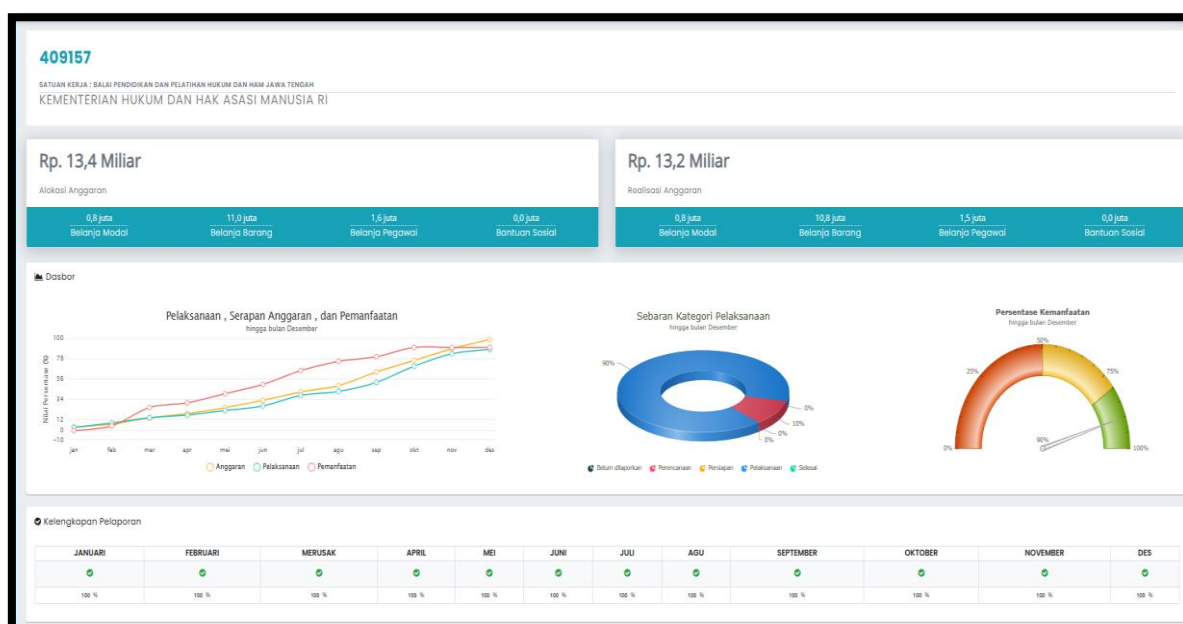 409157
SATUAN KERJA : BALAI PENDIDIKAN DAN PELATIHAN HUKUM DAN HAM JAWA TENGAH
KEMENTERIAN HUKUM DAN HAK ASASI MANUSIA RI
Rp. 13,4 Miliar
Alokasi Anggaran
0,8 juta 11,0 juta 1,6 juta 0,0 juta
Belanja Modal Belanja Barang Belanja Pegawai Bantuan Sosial
Rp. 13,2 Miliar
Realisasi Anggaran
0,8 juta 10,8 juta 1,5 juta 0,0 juta
Belanja Modal Belanja Barang Belanja Pegawai Bantuan Sosial
Dasbor
Pelaksanaan , Serapan Anggaran , dan Pemanfaatan
hingga bulan Desember
Nilai Persentase (%)
100
78
56
34
12
0
-10
jan feb mar apr mei jun jul agu sep okt nov des
Anggaran Pelaksanaan Pemanfaatan
Sebaran Kategori Pelaksanaan
hingga bulan Desember
90%
0%
10%
0%
0%
Belum dilaporkan Perencanaan Persiapan Pelaksanaan Selesai
Persentase Kemanfaatan
hingga bulan Desember
50%
25% 75%
90%
0% 100%
Kelengkapan Pelaporan
JANUARI FEBRUARI MERUSAK APRIL MEI JUNI JULI AGU SEPTEMBER OKTOBER NOVEMBER DES
100 % 100 % 100 % 100 % 100 % 100 % 100 % 100 % 100 % 100 % 100 % 100 %